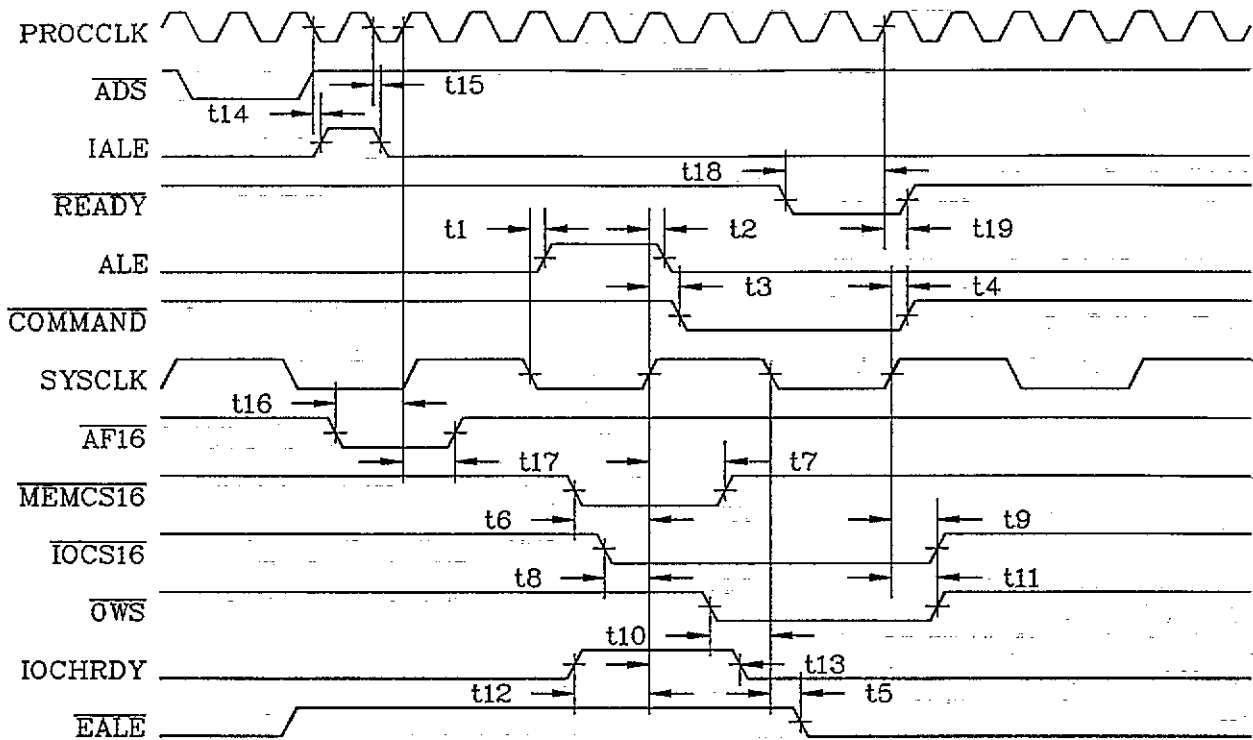 PROCCLK
ADS
t15
t14
IALE
t18
READY
t1
t2
t19
ALE
t3
t4
COMMAND
SYSCLK
t16
AF16
t17
t7
MEMCS16
t6
t9
IOCS16
t8
t11
OWS
t10
IOCHRDY
t13
t12
t5
EALE